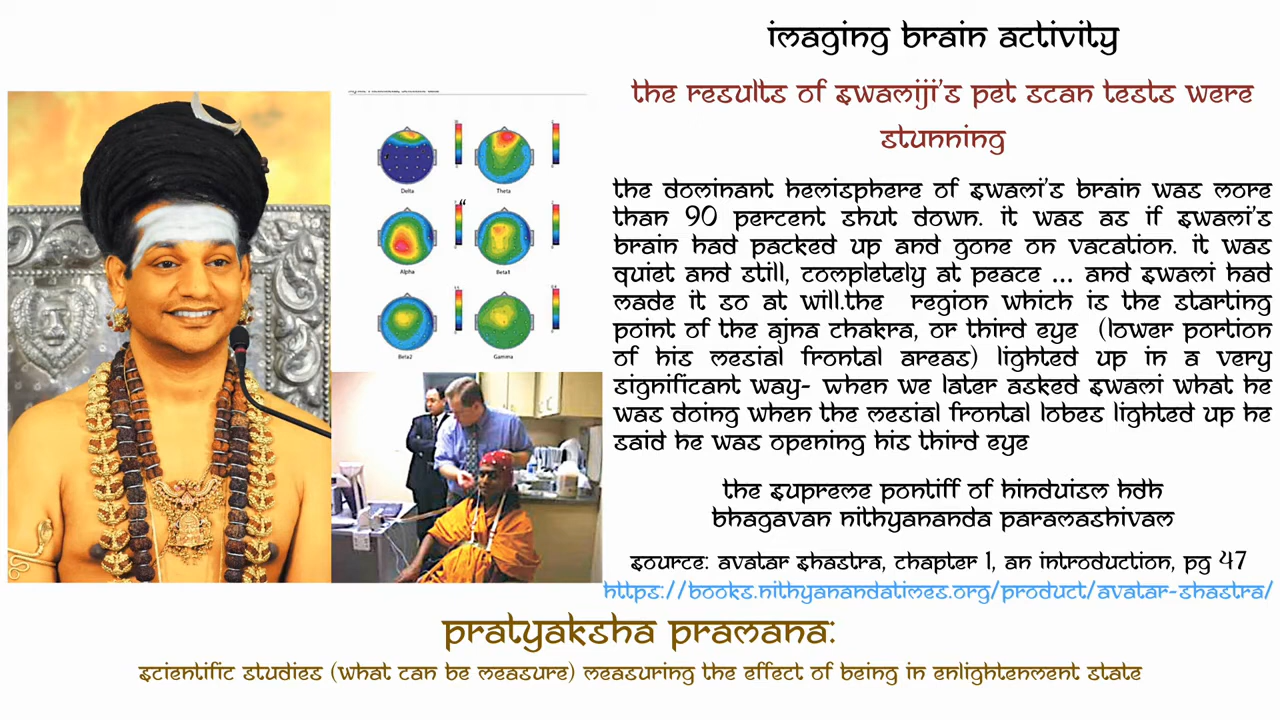 imaging brain activity
the results of swamiji's pet scan tests were
stunning
the dominant hemisphere of swami's brain was more
than 90 percent shut down. it was as if swami's
brain had packed up and gone on vacation. it was
quiet and still, completely at peace ... and swami had
made it so at will.the region which is the starting
point of the ajna chakra, or third eye (lower portion
of his mesial frontal areas) lighted up in a very
significant way- when we later asked swami what he
was doing when the mesial frontal lobes lighted up he
said he was opening his third eye
the supreme pontiff of hinduism hdh
bhagavan nithyananda paramashivam
source: avatar shastra, chapter 1, an introduction, pg 47
https://books.nithyanandatimes.org/product/avatar-shastra/
Delta
Theta
Alpha
Beta1
Beta2
Gamma
pratyaksha pramana:
scientific studies (what can be measure) measuring the effect of being in enlightenment state